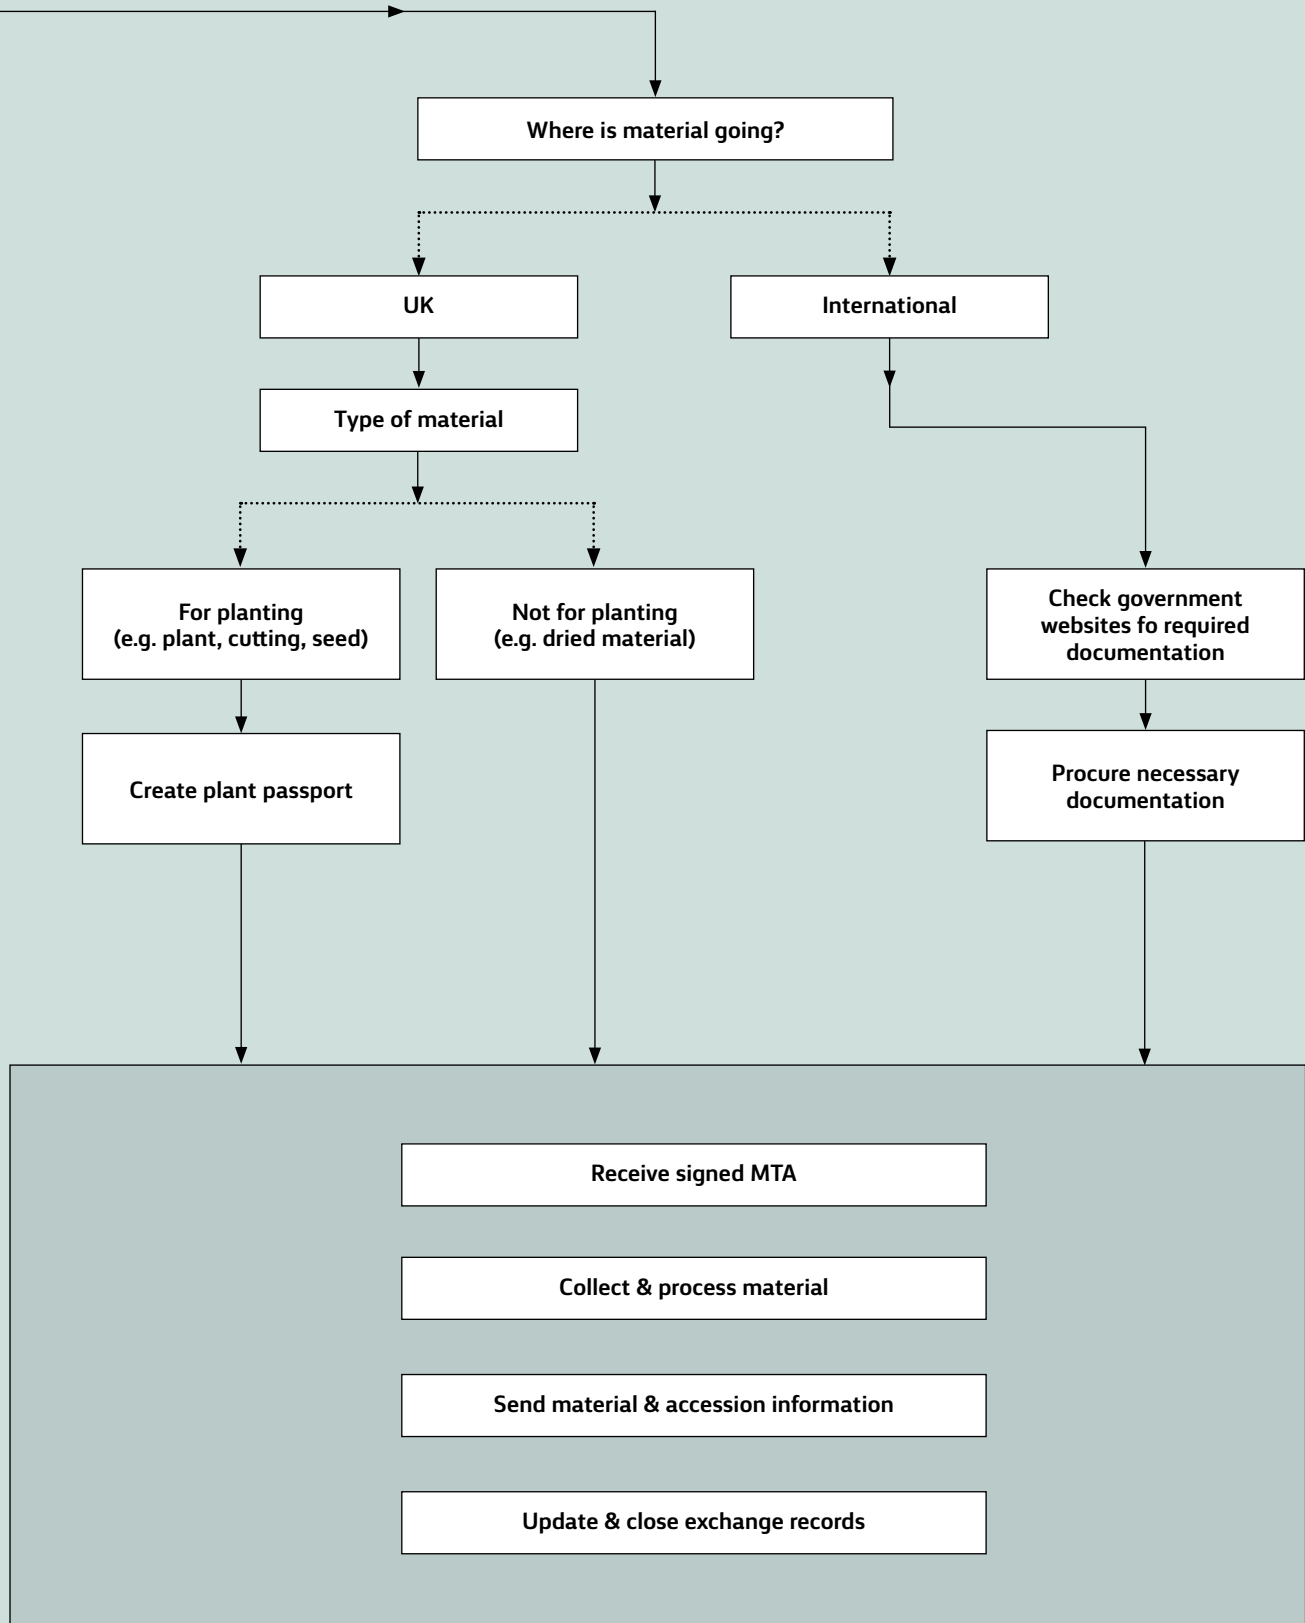 Where is material going?
UK
International
Type of material
For planting
(e.g. plant, cutting, seed)
Not for planting
(e.g. dried material)
Check government
websites fo required
documentation
Create plant passport
Procure necessary
documentation
Receive signed MTA
Collect & process material
Send material & accession information
Update & close exchange records